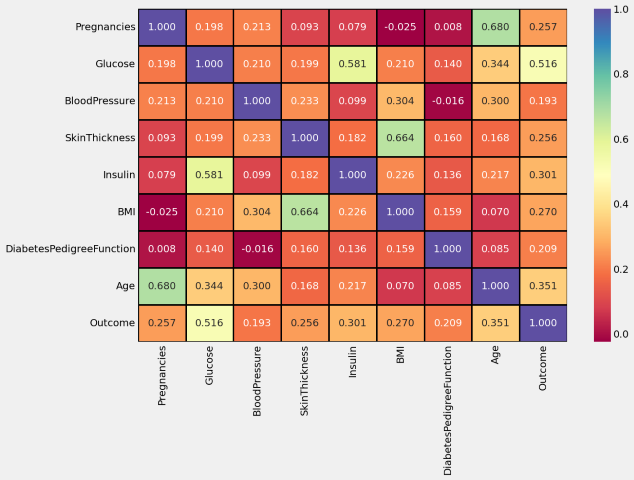 Pregnancies 1.000 0.198 0.213 0.093 0.079 -0.025 0.008 0.680 0.257
Glucose 0.198 1.000 0.210 0.199 0.581 0.210 0.140 0.344 0.516
BloodPressure 0.213 0.210 1.000 0.233 0.099 0.304 -0.016 0.300 0.193
SkinThickness 0.093 0.199 0.233 1.000 0.182 0.664 0.160 0.168 0.256
Insulin 0.079 0.581 0.099 0.182 1.000 0.226 0.136 0.217 0.301
BMI -0.025 0.210 0.304 0.664 0.226 1.000 0.159 0.070 0.270
DiabetesPedigreeFunction 0.008 0.140 -0.016 0.160 0.136 0.159 1.000 0.085 0.209
Age 0.680 0.344 0.300 0.168 0.217 0.070 0.085 1.000 0.351
Outcome 0.257 0.516 0.193 0.256 0.301 0.270 0.209 0.351 1.000
Pregnancies
Glucose
BloodPressure
SkinThickness
Insulin
BMI
DiabetesPedigreeFunction
Age
Outcome
1.0
0.8
0.6
0.4
0.2
0.0